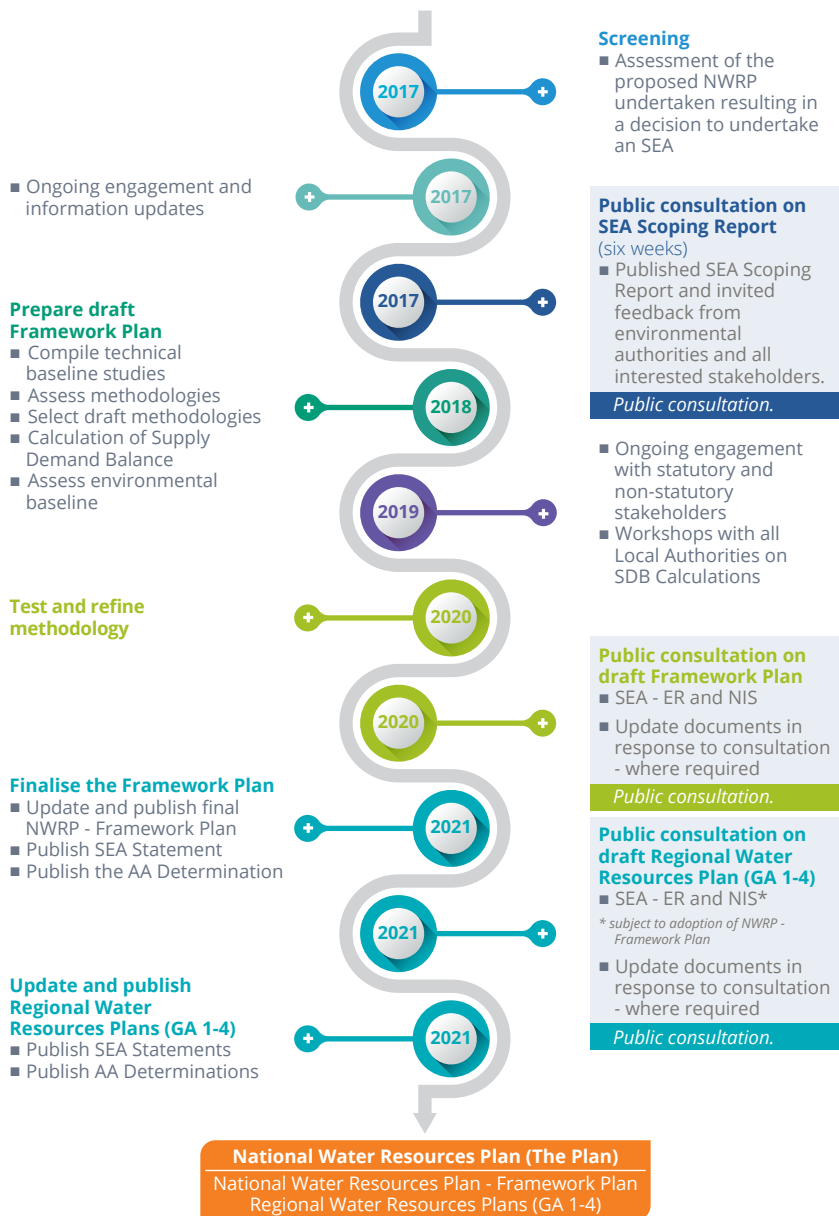 2017
Screening
■ Assessment of the
proposed NWRP
undertaken resulting in
a decision to undertake
an SEA
2017
■ Ongoing engagement and
information updates
2017
Public consultation on
SEA Scoping Report
(six weeks)
■ Published SEA Scoping
Report and invited
feedback from
environmental
authorities and all
interested stakeholders.
Public consultation.
Prepare draft
Framework Plan
■ Compile technical
baseline studies
■ Assess methodologies
■ Select draft methodologies
■ Calculation of Supply
Demand Balance
■ Assess environmental
baseline
2018
2019
■ Ongoing engagement
with statutory and
non-statutory
stakeholders
■ Workshops with all
Local Authorities on
SDB Calculations
Test and refine
methodology
2020
2020
Public consultation on
draft Framework Plan
■ SEA - ER and NIS
■ Update documents in
response to consultation
- where required
Public consultation.
Finalise the Framework Plan
■ Update and publish final
NWRP - Framework Plan
■ Publish SEA Statement
■ Publish the AA Determination
2021
2021
Public consultation on
draft Regional Water
Resources Plan (GA 1-4)
■ SEA - ER and NIS*
* subject to adoption of NWRP -
Framework Plan
■ Update documents in
response to consultation
- where required
Public consultation.
Update and publish
Regional Water
Resources Plans (GA 1-4)
■ Publish SEA Statements
■ Publish AA Determinations
2021
National Water Resources Plan (The Plan)
National Water Resources Plan - Framework Plan
Regional Water Resources Plans (GA 1-4)